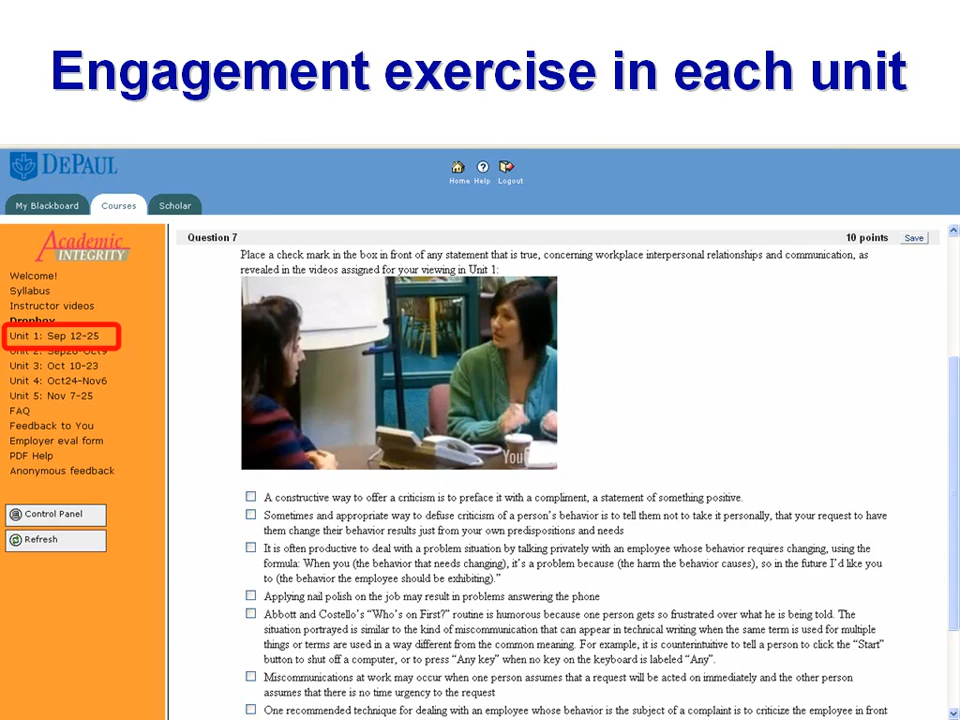 Engagement exercise in each unit
DEPAUL
Home Help Logout
My Blackboard Courses Scholar
Academic
INTEGRITY
Welcome!
Syllabus
Instructor videos
Dropbox
Unit 1: Sep 12-25
Unit 2: Sep26-Oct9
Unit 3: Oct 10-23
Unit 4: Oct24-Nov6
Unit 5: Nov 7-25
FAQ
Feedback to You
Employer eval form
PDF Help
Anonymous feedback
Control Panel
Refresh
Question 7 10 points Save
Place a check mark in the box in front of any statement that is true, concerning workplace interpersonal relationships and communication, as
revealed in the videos assigned for your viewing in Unit 1:
You
A constructive way to offer a criticism is to preface it with a compliment, a statement of something positive.
Sometimes and appropriate way to defuse criticism of a person's behavior is to tell them not to take it personally, that your request to have
them change their behavior results just from your own predispositions and needs
It is often productive to deal with a problem situation by talking privately with an employee whose behavior requires changing, using the
formula: When you (the behavior that needs changing), it's a problem because (the harm the behavior causes), so in the future I'd like you
to (the behavior the employee should be exhibiting)."
Applying nail polish on the job may result in problems answering the phone
Abbott and Costello's "Who's on First?" routine is humorous because one person gets so frustrated over what he is being told. The
situation portrayed is similar to the kind of miscommunication that can appear in technical writing when the same term is used for multiple
things or terms are used in a way different from the common meaning. For example, it is counterintuitive to tell a person to click the "Start"
button to shut off a computer, or to press "Any key" when no key on the keyboard is labeled "Any".
Miscommunications at work may occur when one person assumes that a request will be acted on immediately and the other person
assumes that there is no time urgency to the request
One recommended technique for dealing with an employee whose behavior is the subject of a complaint is to criticize the employee in front